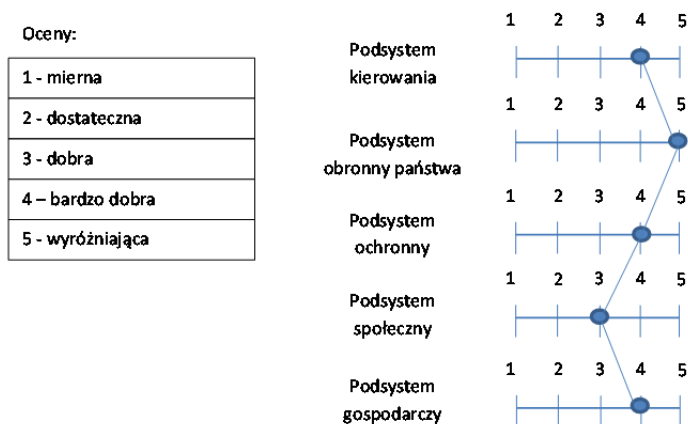 Oceny:
1 - mierna
2 - dostateczna
3 - dobra
4 – bardzo dobra
5 - wyróżniająca
1 2 3 4 5
Podsystem
kierowania
1 2 3 4 5
Podsystem
obronny państwa
1 2 3 4 5
Podsystem
ochronny
1 2 3 4 5
Podsystem
społeczny
1 2 3 4 5
Podsystem
gospodarczy